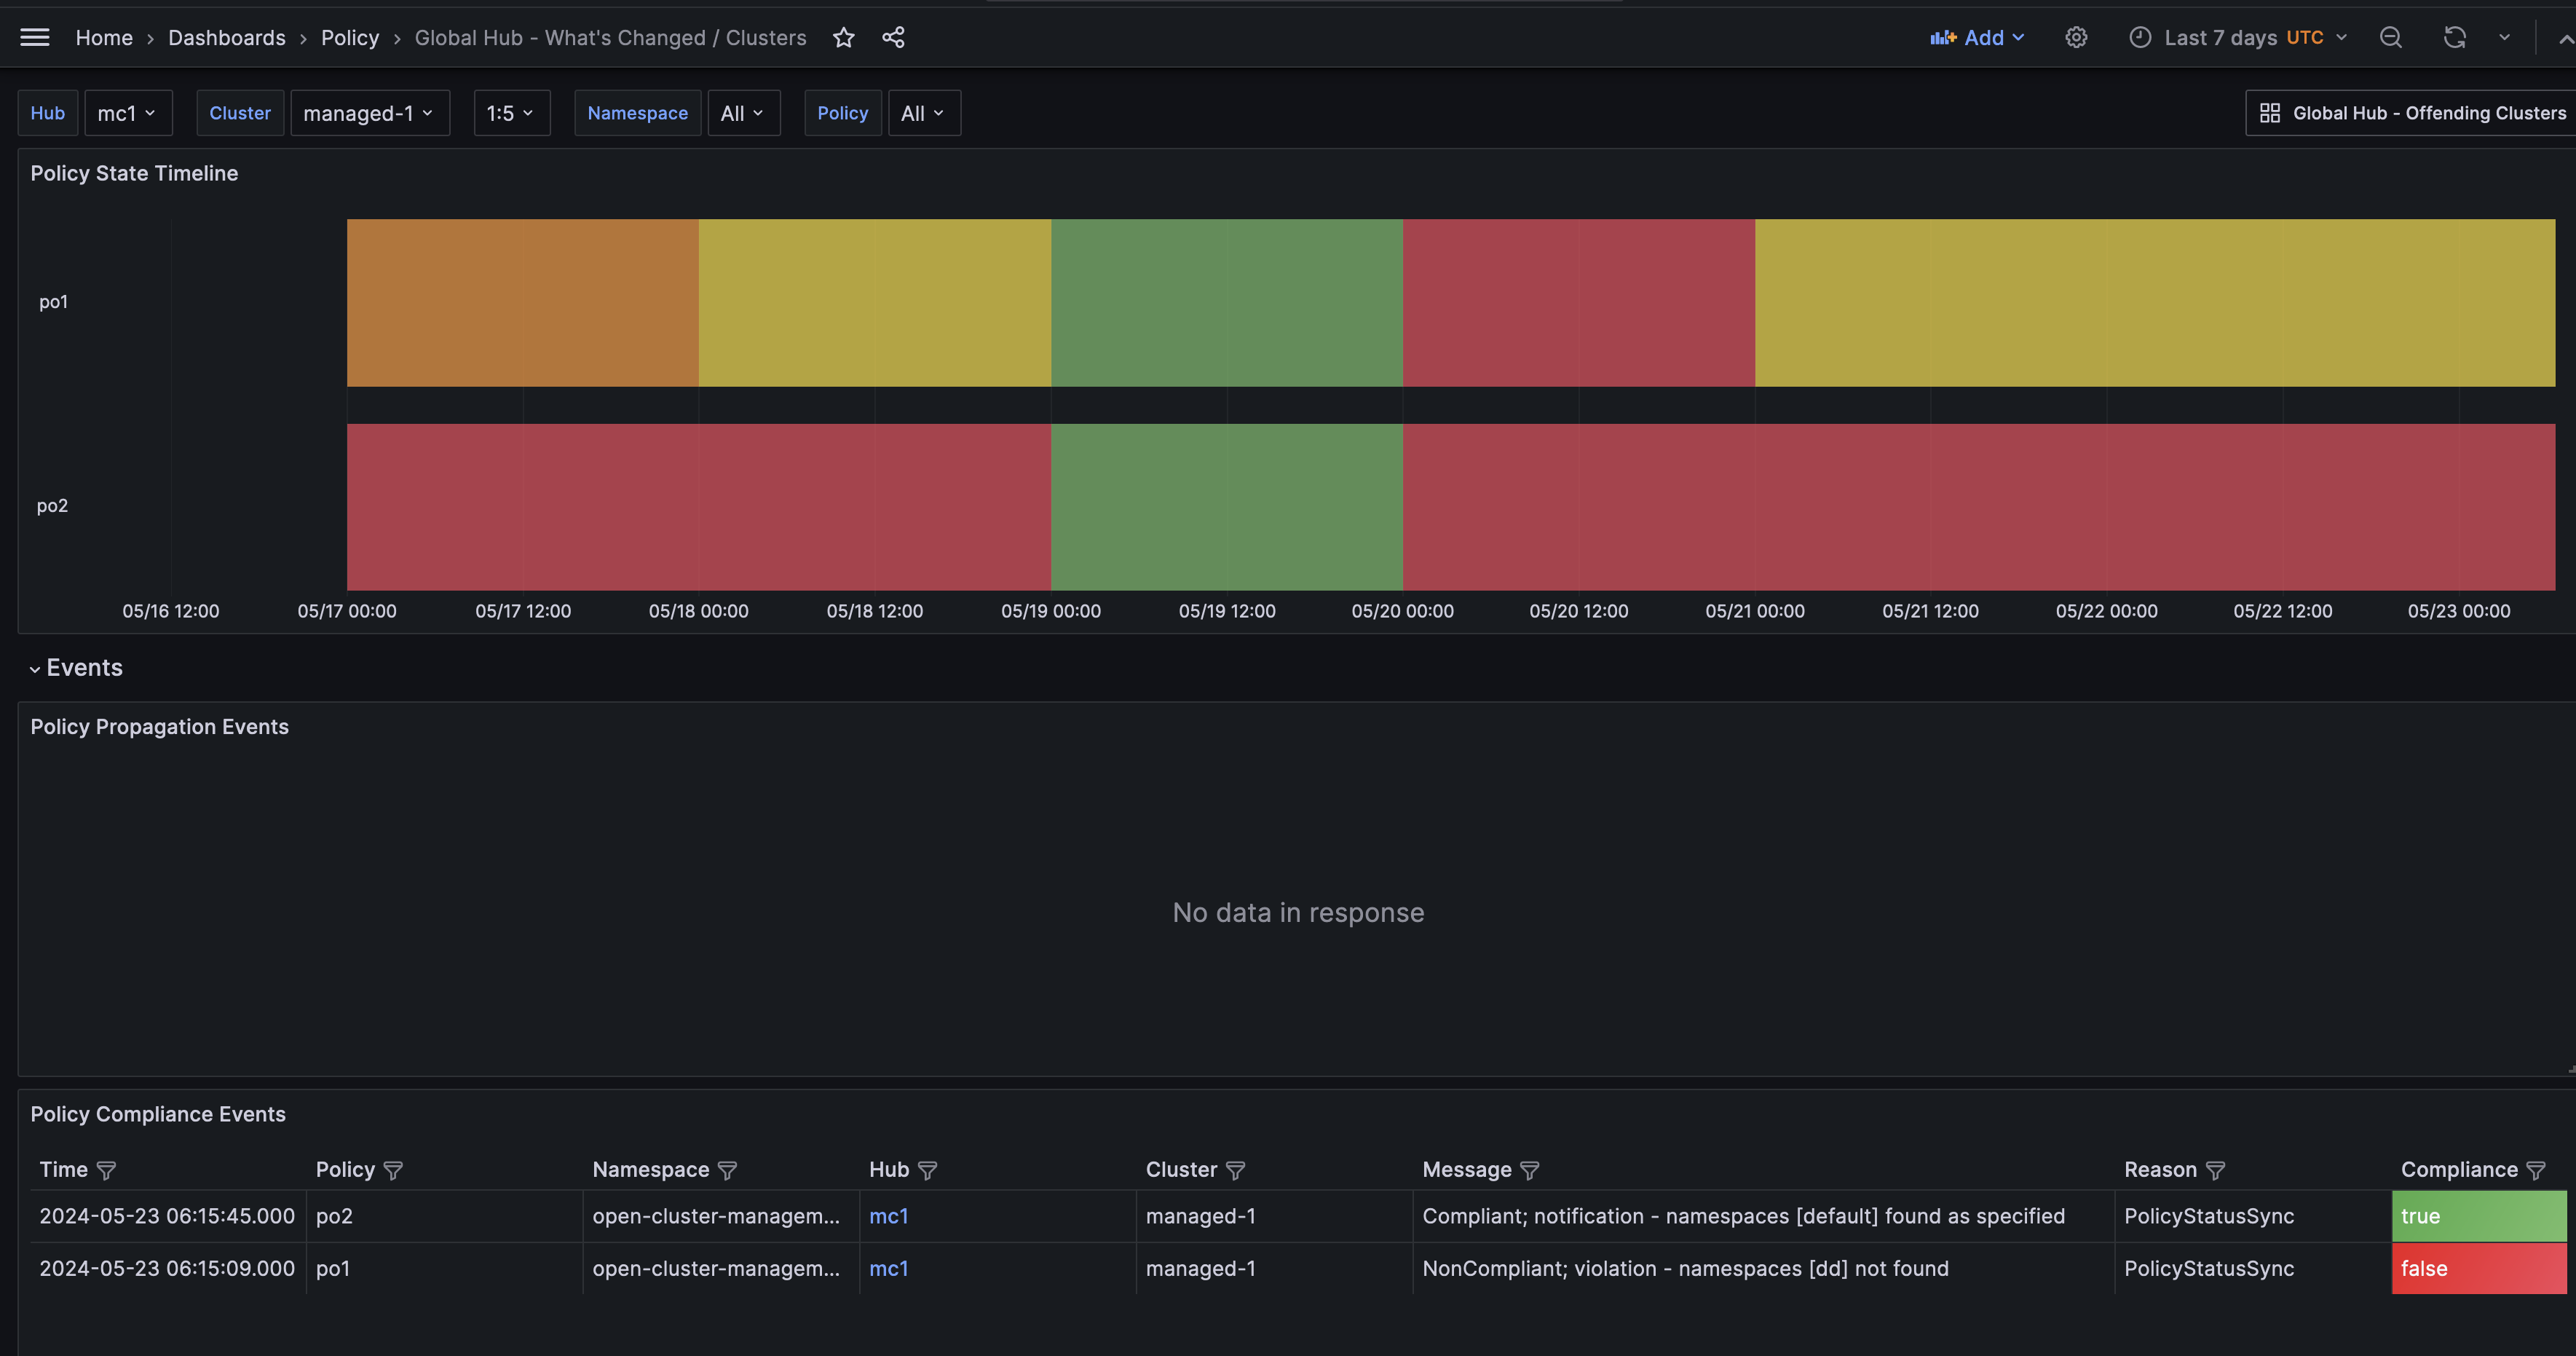 Home › Dashboards › Policy › Global Hub - What's Changed / Clusters Add Last 7 days UTC
Hub mc1 Cluster managed-1 1:5 Namespace All Policy All Global Hub - Offending Clusters
Policy State Timeline
po1
po2
05/16 12:00 05/17 00:00 05/17 12:00 05/18 00:00 05/18 12:00 05/19 00:00 05/19 12:00 05/20 00:00 05/20 12:00 05/21 00:00 05/21 12:00 05/22 00:00 05/22 12:00 05/23 00:00
Events
Policy Propagation Events
No data in response
Policy Compliance Events
Time Policy Namespace Hub Cluster Message Reason Compliance
2024-05-23 06:15:45.000 po2 open-cluster-managem... mc1 managed-1 Compliant; notification - namespaces [default] found as specified PolicyStatusSync true
2024-05-23 06:15:09.000 po1 open-cluster-managem... mc1 managed-1 NonCompliant; violation - namespaces [dd] not found PolicyStatusSync false